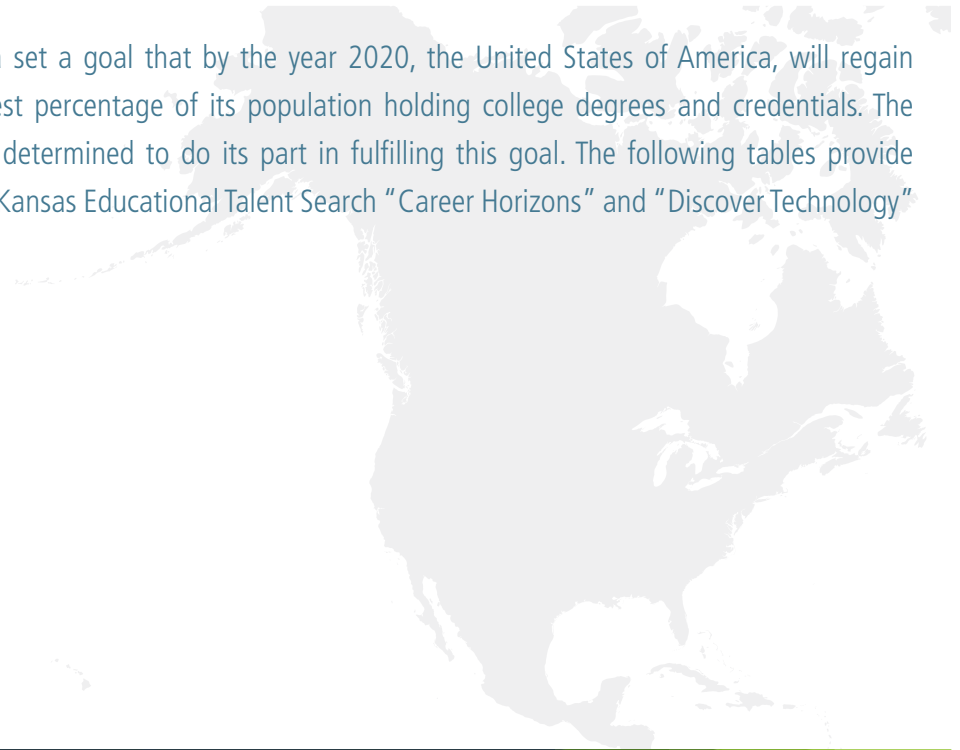 set a goal that by the year 2020, the United States of America, will regain
percentage of its population holding college degrees and credentials. The
determined to do its part in fulfilling this goal. The following tables provide
Kansas Educational Talent Search “Career Horizons” and “Discover Technology”